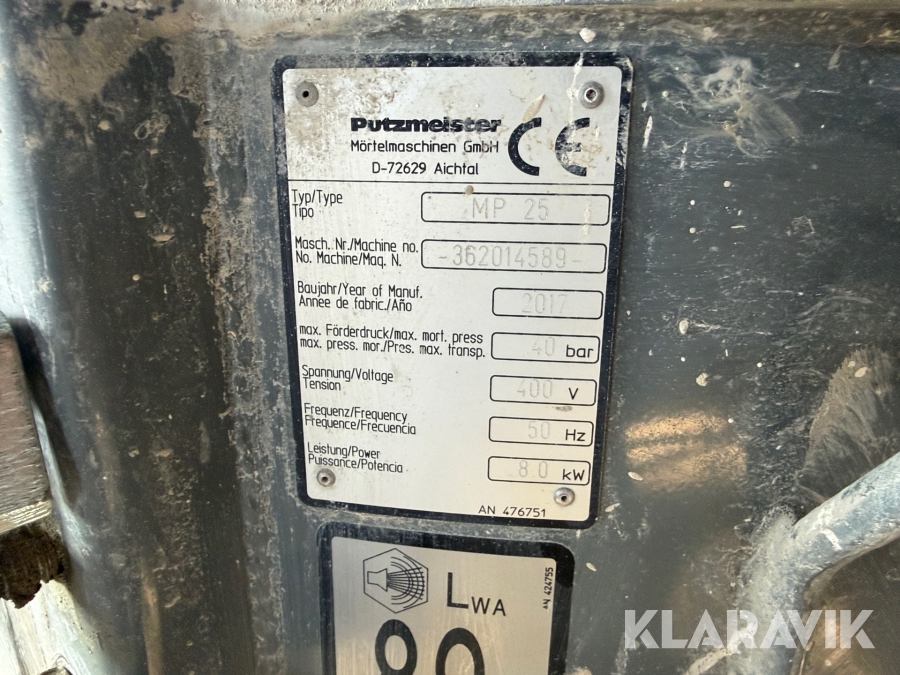 Putzmeister
Mörtelmaschinen GmbH
D-72629 Aichtal
CE
Typ/Type
Tipo
MP 25
Masch. Nr./Machine no.
No. Machine/Maq. N.
-362014589-
Baujahr/Year of Manuf.
Annee de fabric./Año
2017
max. Förderdruck/max. mort. press
max. press. mor./Pres. max. transp.
40 bar
Spannung/Voltage
Tension
400 V
Frequenz/Frequency
Frequence/Frecuencia
50 Hz
Leistung/Power
Puissance/Potencia
8.0 kW
AN 476751
LWA
AN 424755
KLARAVIK